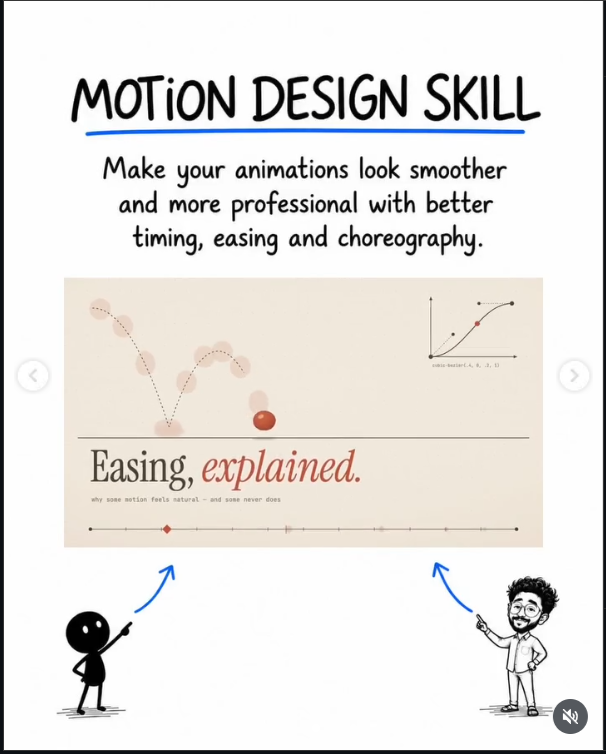 MOTiON DESIGN SKILL
Make your animations look smoother
and more professional with better
timing, easing and choreography.
Easing, explained.
why some motion feels natural — and some never does